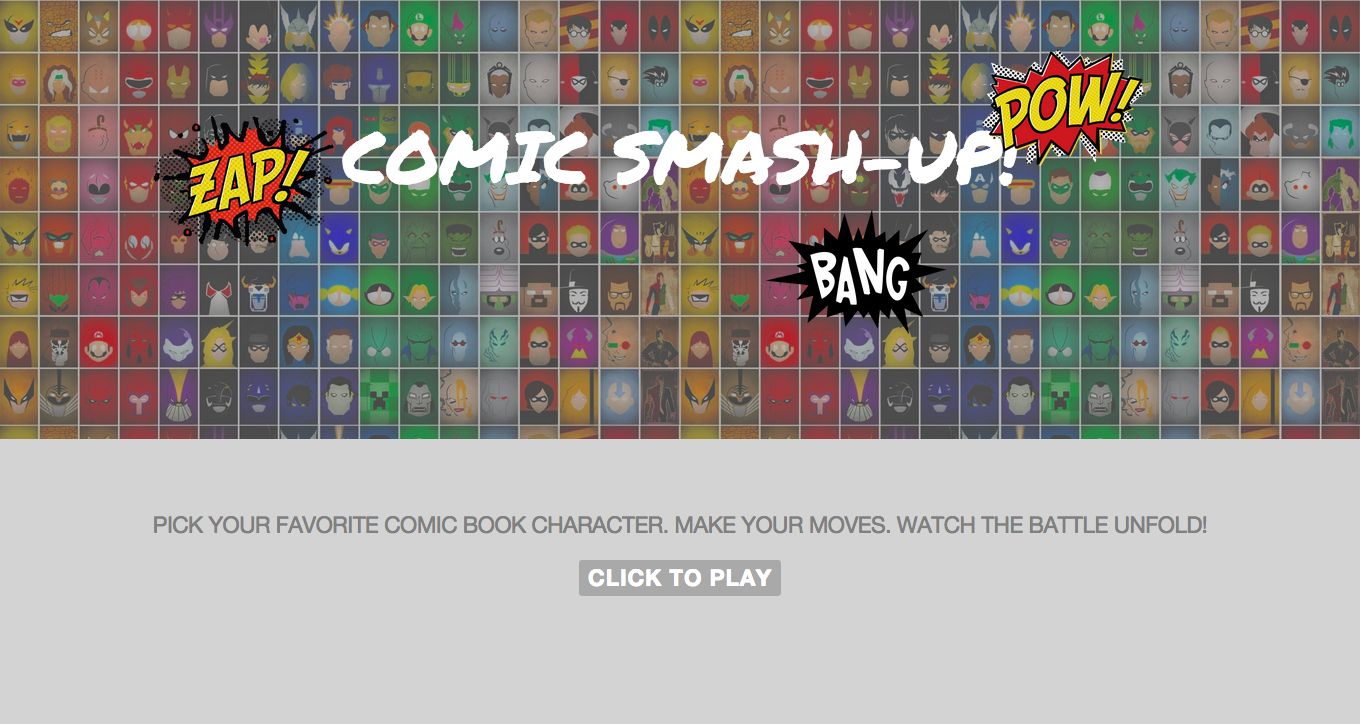 POW!
ZAP!
COMIC SMASH-UP!
BANG
PICK YOUR FAVORITE COMIC BOOK CHARACTER. MAKE YOUR MOVES. WATCH THE BATTLE UNFOLD!
CLICK TO PLAY